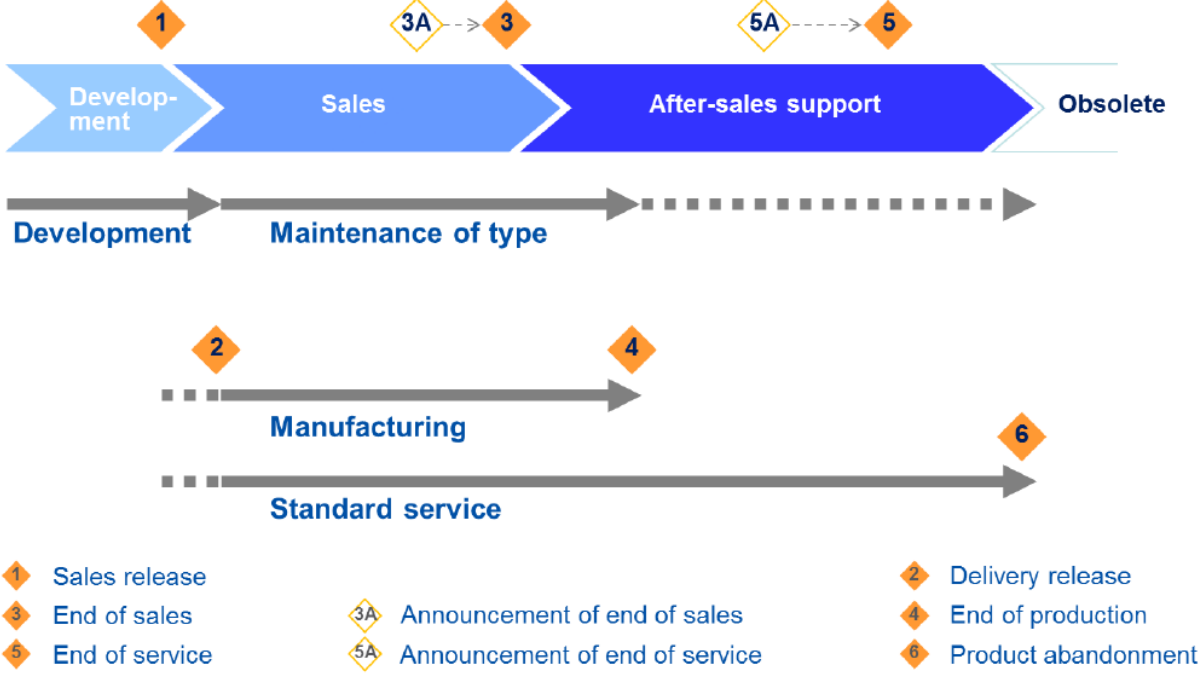 1
3A
3
5A
5
Develop-
ment
Sales
After-sales support
Obsolete
Development
Maintenance of type
2
4
Manufacturing
6
Standard service
1 Sales release
2 Delivery release
3 End of sales
3A Announcement of end of sales
4 End of production
5 End of service
5A Announcement of end of service
6 Product abandonment